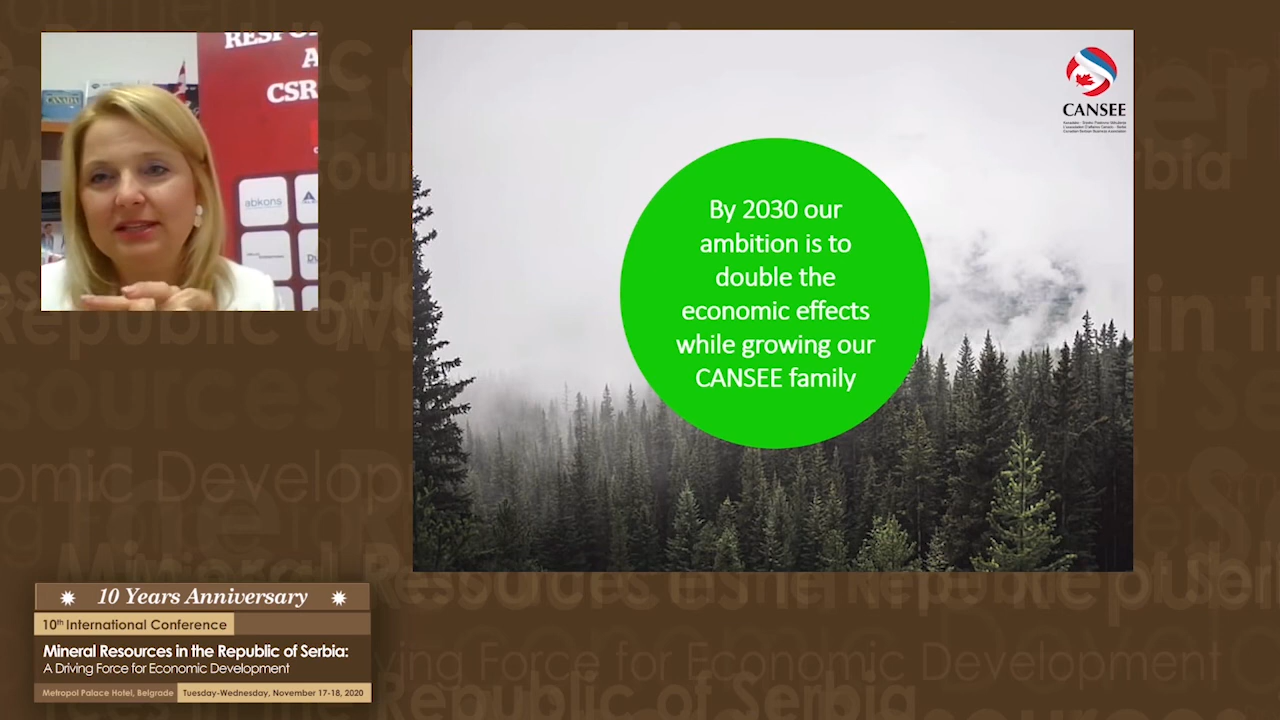 RESPO
A
CSR
CANADA
abkons
By 2030 our
ambition is to
double the
economic effects
while growing our
CANSEE family
CANSEE
10 Years Anniversary
10th International Conference
Mineral Resources in the Republic of Serbia:
A Driving Force for Economic Development
Metropol Palace Hotel, Belgrade
Tuesday-Wednesday, November 17-18, 2020